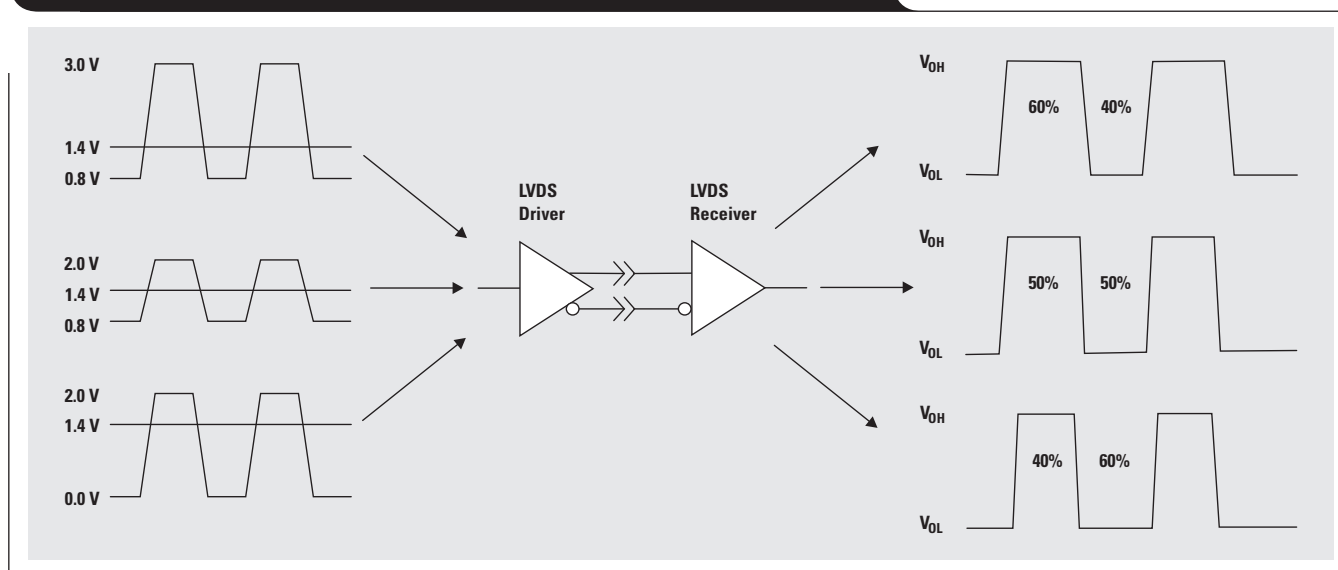 3.0 V
1.4 V
0.8 V
2.0 V
1.4 V
0.8 V
2.0 V
1.4 V
0.0 V
LVDS
Driver
LVDS
Receiver
VOH
60% 40%
VOL
VOH
50% 50%
VOL
VOH
40% 60%
VOL